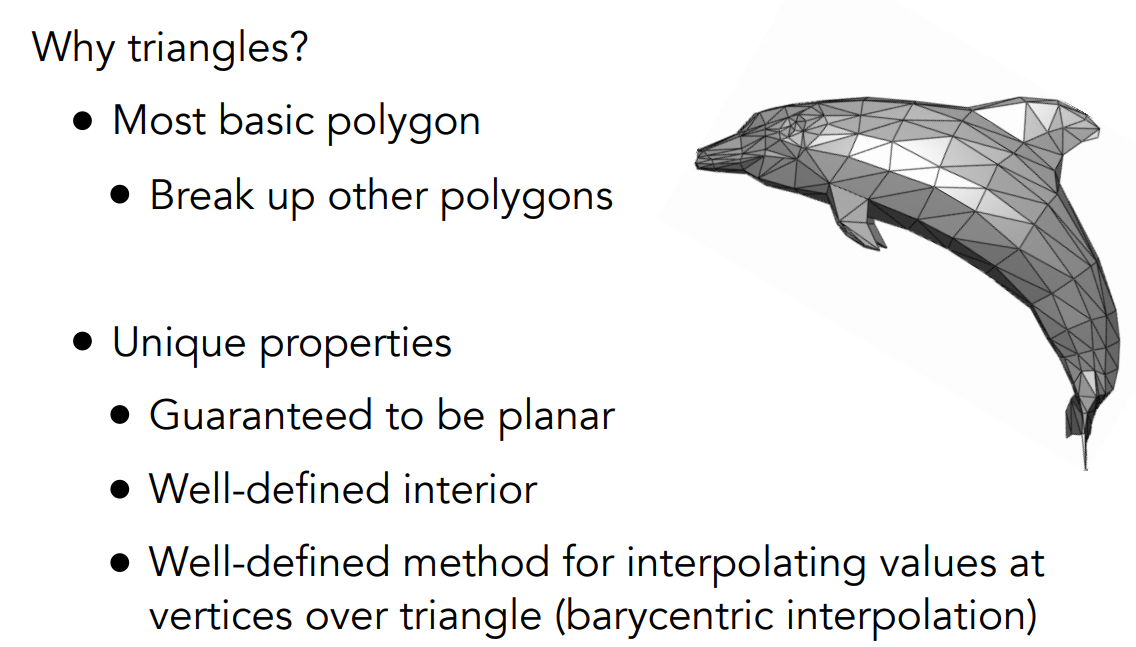 Why triangles?
● Most basic polygon
● Break up other polygons
● Unique properties
● Guaranteed to be planar
● Well-defined interior
● Well-defined method for interpolating values at
vertices over triangle (barycentric interpolation)